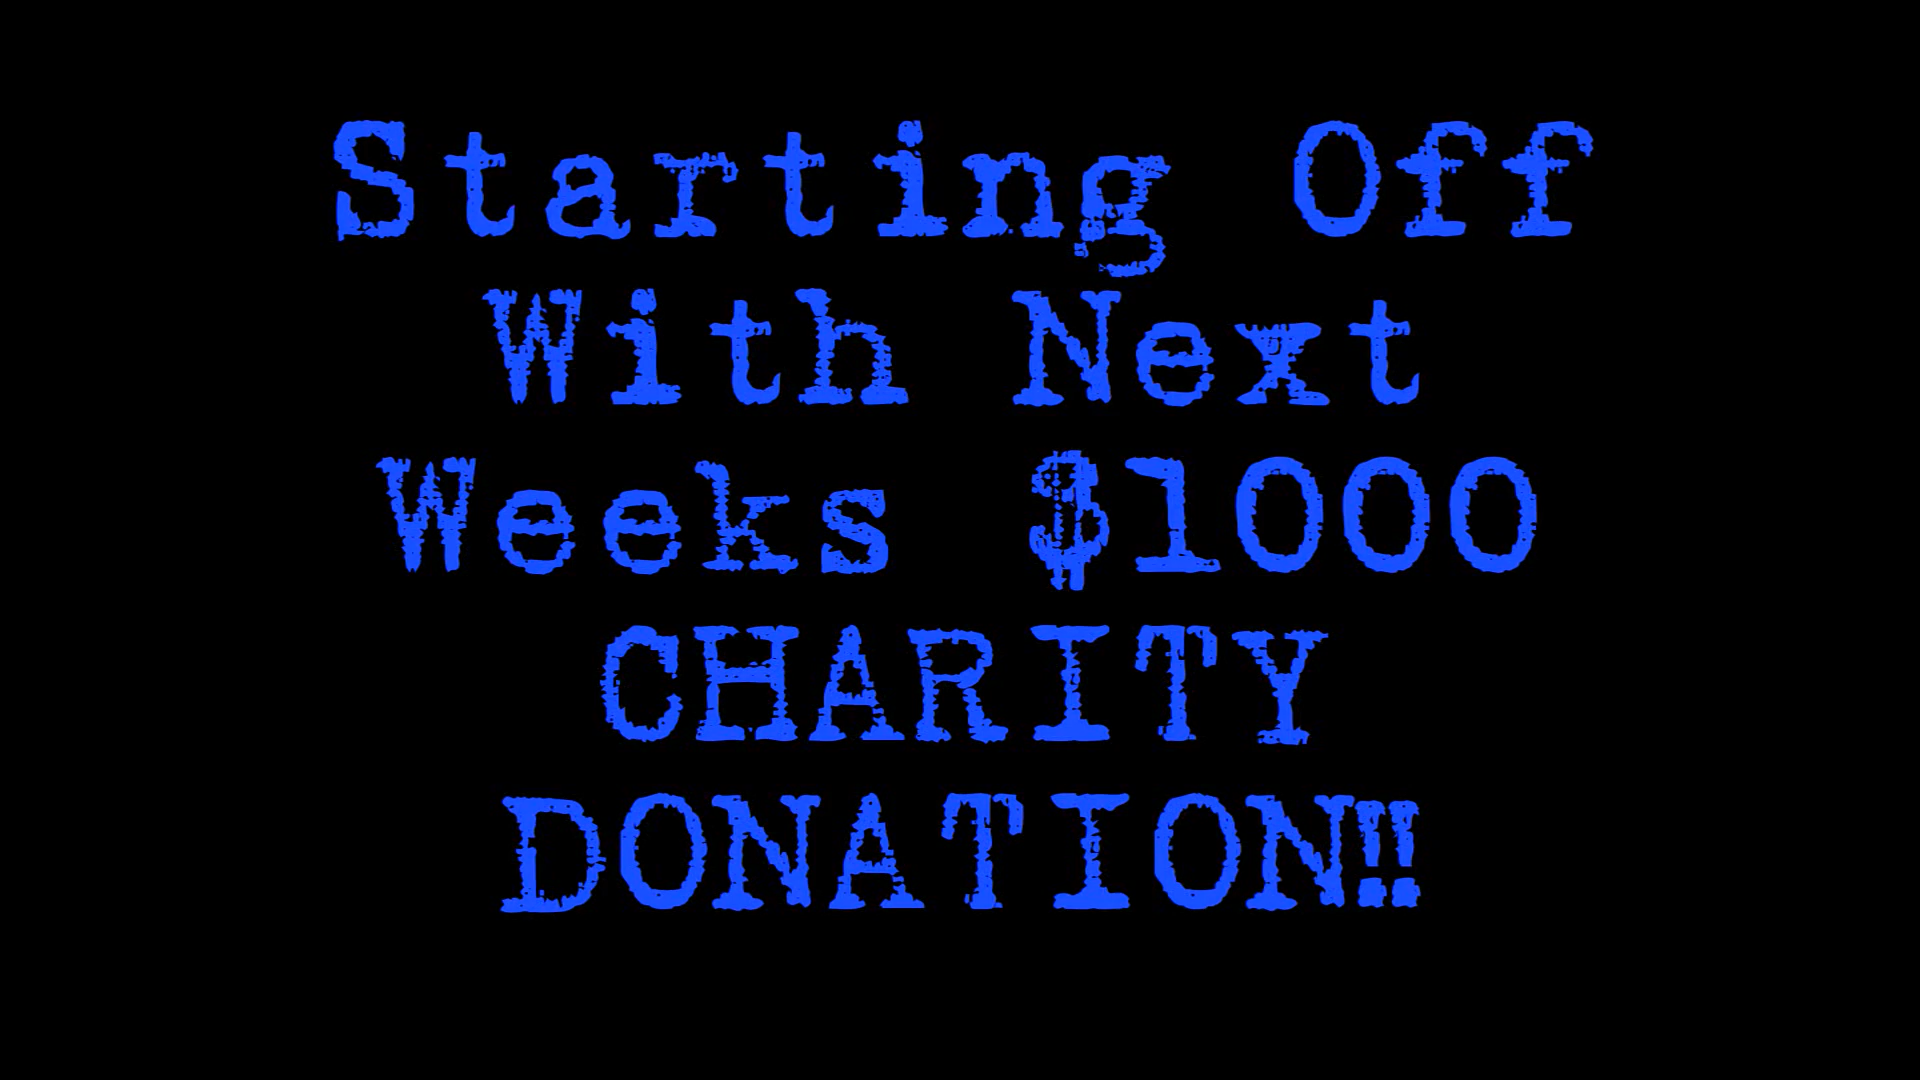 Starting Off
With Next
Weeks $1000
CHARITY
DONATION!!